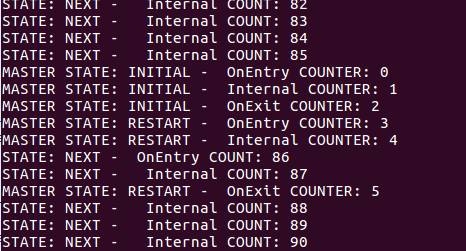 STATE: NEXT -   Internal COUNT: 82
STATE: NEXT -   Internal COUNT: 83
STATE: NEXT -   Internal COUNT: 84
STATE: NEXT -   Internal COUNT: 85
MASTER STATE: INITIAL -  OnEntry COUNTER: 0
MASTER STATE: INITIAL -  Internal COUNTER: 1
MASTER STATE: INITIAL -  OnExit COUNTER: 2
MASTER STATE: RESTART -  OnEntry COUNTER: 3
MASTER STATE: RESTART -  Internal COUNTER: 4
STATE: NEXT -  OnEntry COUNT: 86
STATE: NEXT -   Internal COUNT: 87
MASTER STATE: RESTART -  OnExit COUNTER: 5
STATE: NEXT -   Internal COUNT: 88
STATE: NEXT -   Internal COUNT: 89
STATE: NEXT -   Internal COUNT: 90